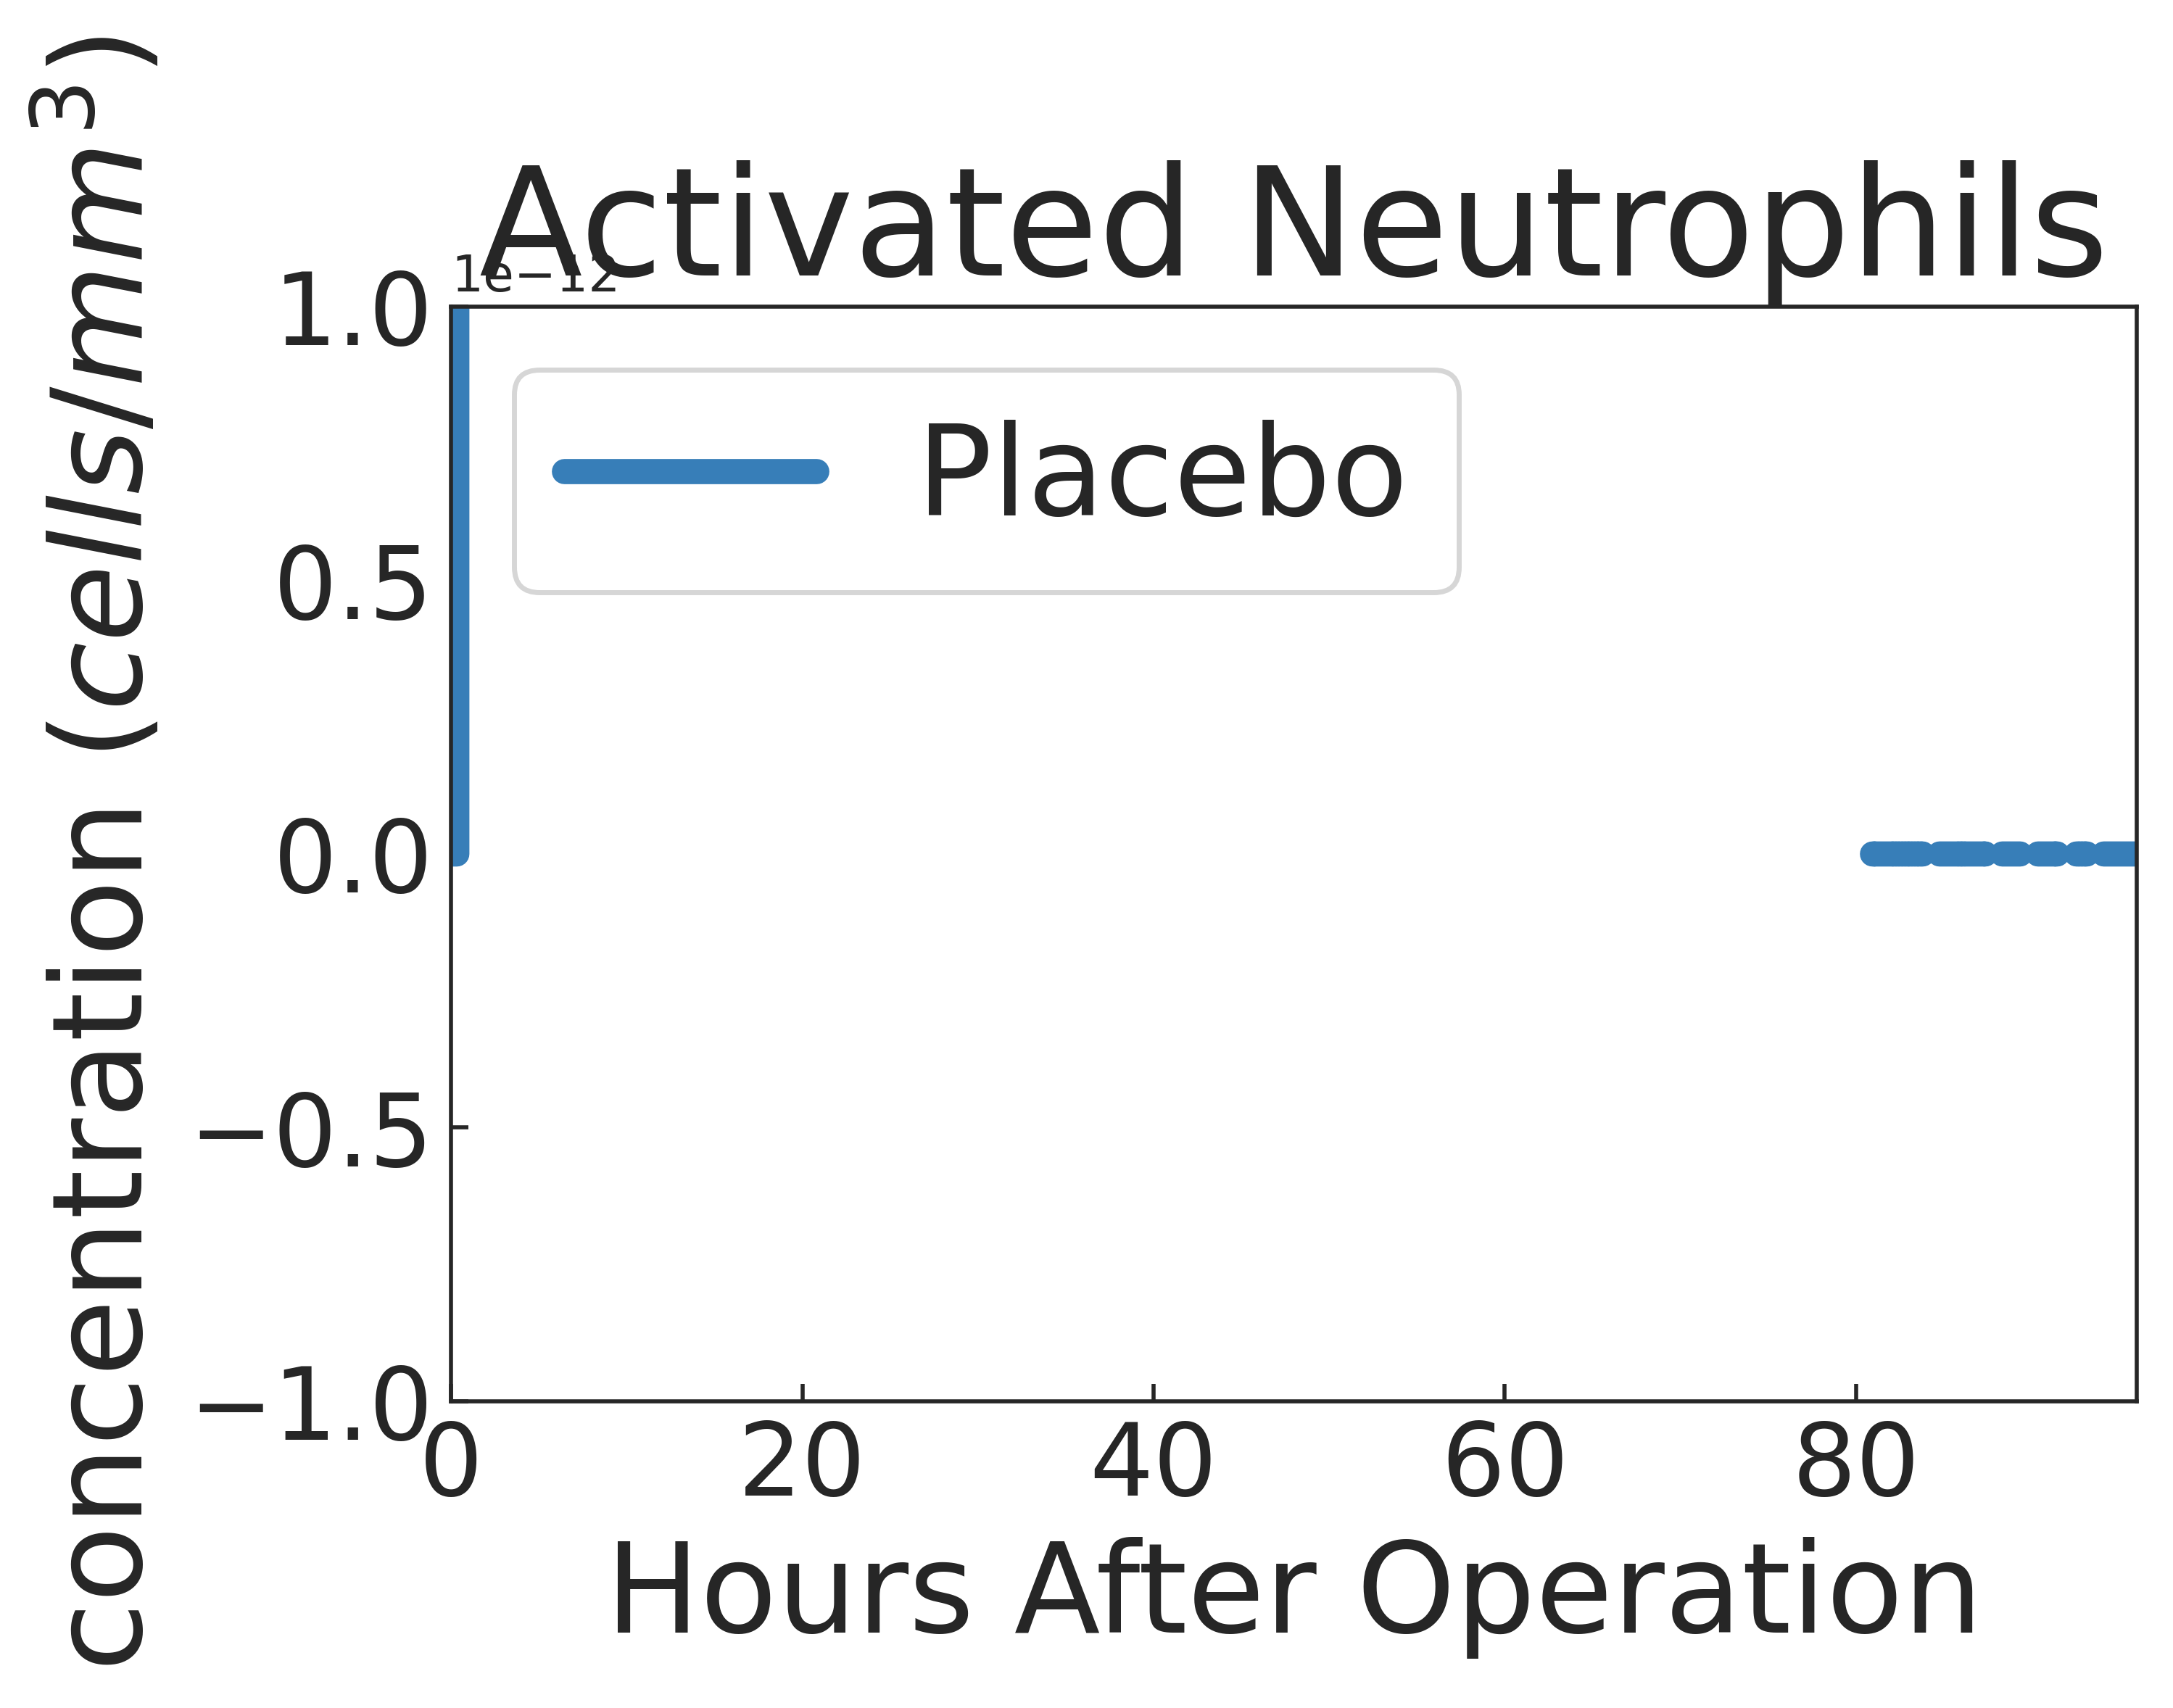 Activated Neutrophils
1e−12
concentration (cells/mm³)
1.0
0.5
0.0
−0.5
−1.0
Placebo
0 20 40 60 80
Hours After Operation